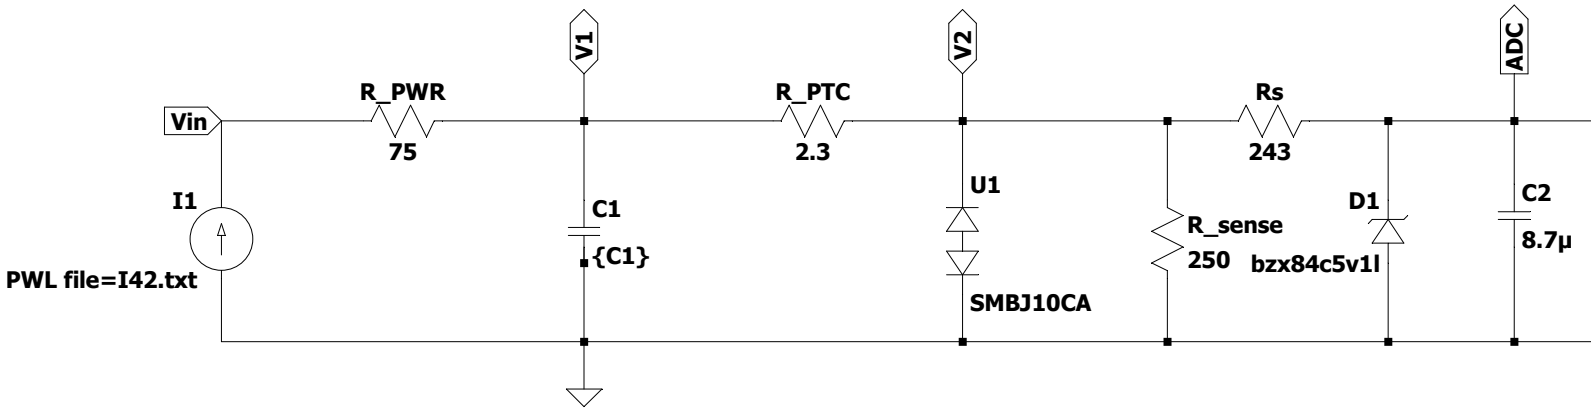 V1
V2
ADC
R_PWR
R_PTC
Rs
Vin
75
2.3
243
I1
U1
C1
D1
C2
R_sense
{C1}
8.7µ
250
bzx84c5v1l
PWL file=I42.txt
SMBJ10CA